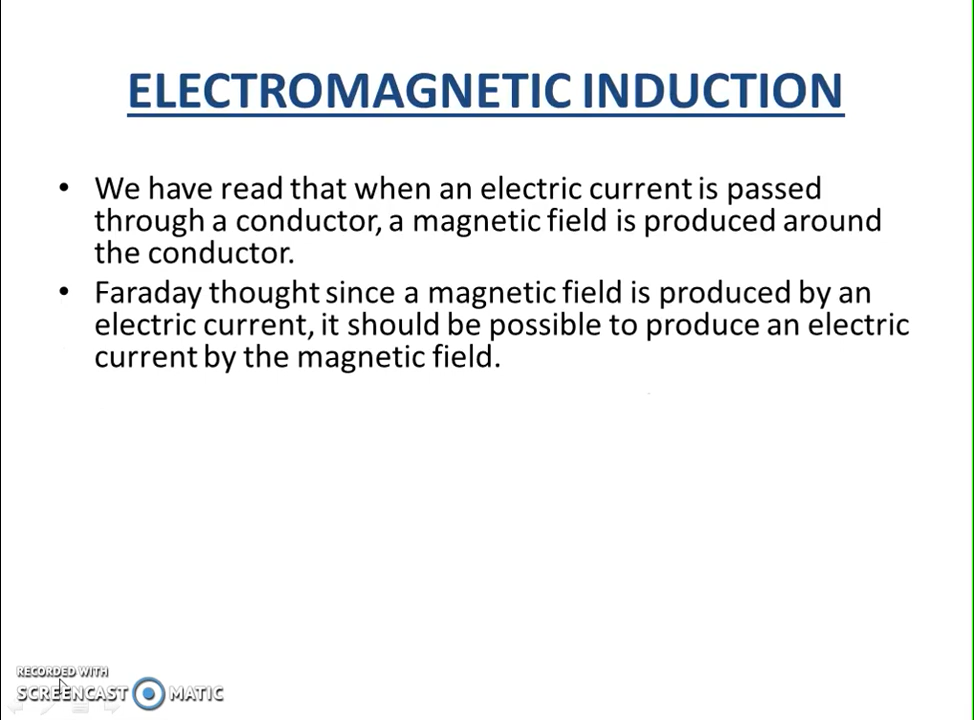 ELECTROMAGNETIC INDUCTION
• We have read that when an electric current is passed
through a conductor, a magnetic field is produced around
the conductor.
• Faraday thought since a magnetic field is produced by an
electric current, it should be possible to produce an electric
current by the magnetic field.
RECORDED WITH
SCREENCAST MATIC